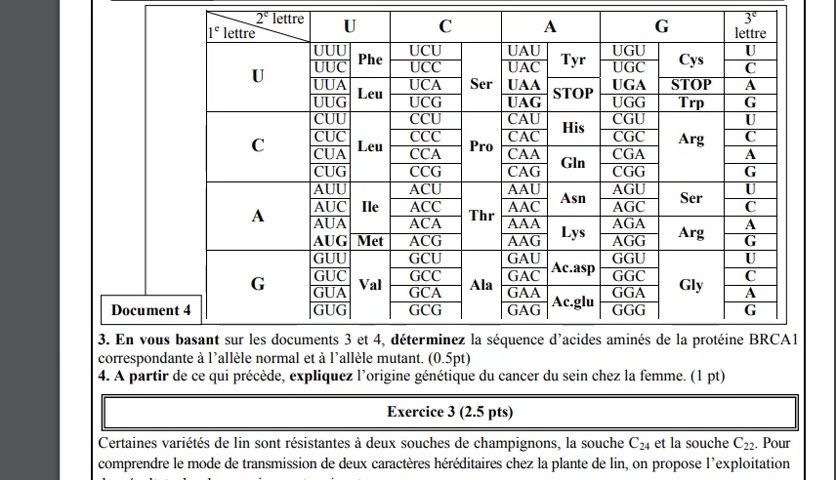 2e lettre U C A G 3e lettre
1e lettre
UUU Phe UCU Ser UAU Tyr UGU Cys U
U UUC UCC UAC UGC C
UUA Leu UCA UAA STOP UGA STOP A
UUG UCG UAG UGG Trp G
CUU Leu CCU Pro CAU His CGU Arg U
C CUC CCC CAC CGC C
CUA CCA CAA Gln CGA A
CUG CCG CAG CGG G
AUU Ile ACU Thr AAU Asn AGU Ser U
A AUC ACC AAC AGC C
AUA ACA AAA Lys AGA Arg A
AUG Met ACG AAG AGG G
GUU Val GCU Ala GAU Ac.asp GGU Gly U
G GUC GCC GAC GGC C
GUA GCA GAA Ac.glu GGA A
GUG GCG GAG GGG G
Document 4
3. En vous basant sur les documents 3 et 4, déterminez la séquence d'acides aminés de la protéine BRCA1
correspondante à l'allèle normal et à l'allèle mutant. (0.5pt)
4. A partir de ce qui précède, expliquez l'origine génétique du cancer du sein chez la femme. (1 pt)
Exercice 3 (2.5 pts)
Certaines variétés de lin sont résistantes à deux souches de champignons, la souche C24 et la souche C22. Pour
comprendre le mode de transmission de deux caractères héréditaires chez la plante de lin, on propose l'exploitation